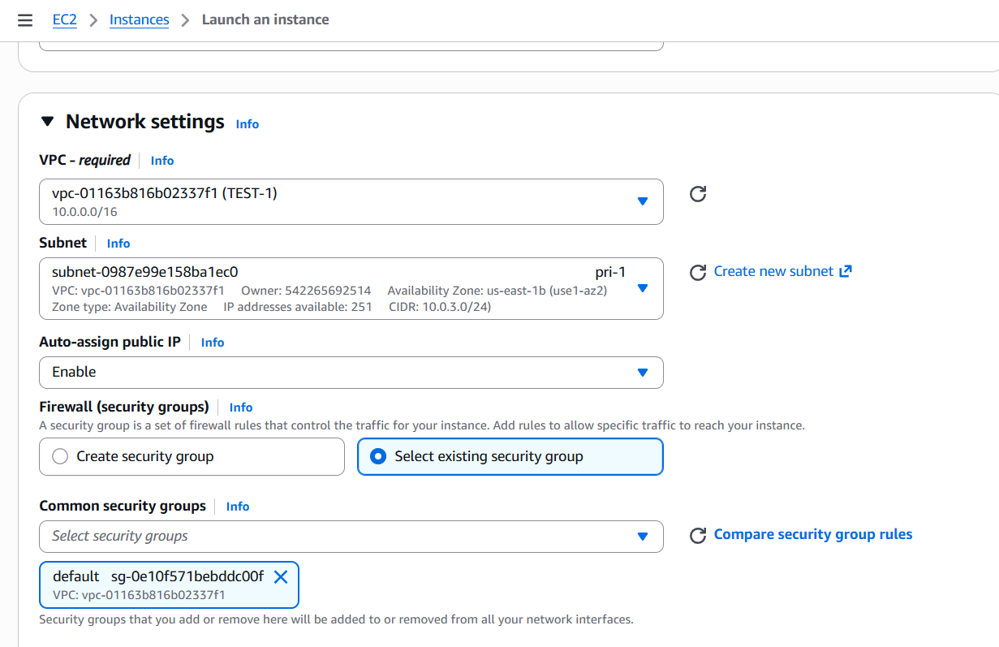 EC2 > Instances > Launch an instance
Network settings Info
VPC - required Info
vpc-01163b816b02337f1 (TEST-1)
10.0.0.0/16
Subnet Info
subnet-0987e99e158ba1ec0 pri-1
VPC: vpc-01163b816b02337f1 Owner: 542265692514 Availability Zone: us-east-1b (use1-az2)
Zone type: Availability Zone IP addresses available: 251 CIDR: 10.0.3.0/24)
Create new subnet
Auto-assign public IP Info
Enable
Firewall (security groups) Info
A security group is a set of firewall rules that control the traffic for your instance. Add rules to allow specific traffic to reach your instance.
Create security group Select existing security group
Common security groups Info
Select security groups
Compare security group rules
default sg-0e10f571bebddc00f
VPC: vpc-01163b816b02337f1
Security groups that you add or remove here will be added to or removed from all your network interfaces.